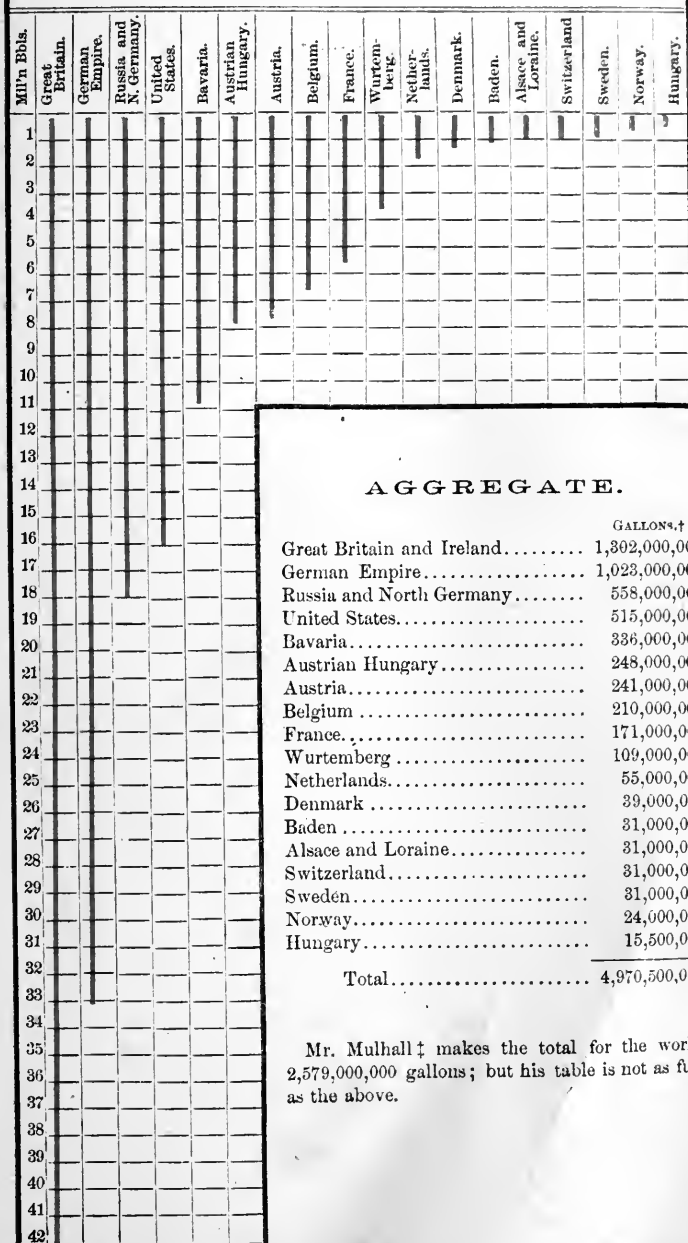 Mil'n Bbls.
Great Britain.
German Empire.
Russia and N. Germany.
United States.
Bavaria.
Austrian Hungary.
Austria.
Belgium.
France.
Wurtem-berg.
Nether-lands.
Denmark.
Baden.
Alsace and Loraine.
Switzerland
Sweden.
Norway.
Hungary.
1
2
3
4
5
6
7
8
9
10
11
12
13
14
15
16
17
18
19
20
21
22
23
24
25
26
27
28
29
30
31
32
33
34
35
36
37
38
39
40
41
42
AGGREGATE.
GALLONS.†
Great Britain and Ireland......... 1,302,000,00
German Empire.................. 1,023,000,00
Russia and North Germany........ 558,000,00
United States..................... 515,000,00
Bavaria.......................... 336,000,00
Austrian Hungary................ 248,000,00
Austria.......................... 241,000,00
Belgium ......................... 210,000,00
France........................... 171,000,0
Wurtemberg ..................... 109,000,0
Netherlands...................... 55,000,0
Denmark ........................ 39,000,0
Baden ........................... 31,000,0
Alsace and Loraine............... 31,000,0
Switzerland...................... 31,000,0
Sweden.......................... 31,000,0
Norway.......................... 24,000,0
Hungary......................... 15,500,0
Total...................... 4,970,500,0
Mr. Mulhall ‡ makes the total for the wor
2,579,000,000 gallons; but his table is not as fu
as the above.